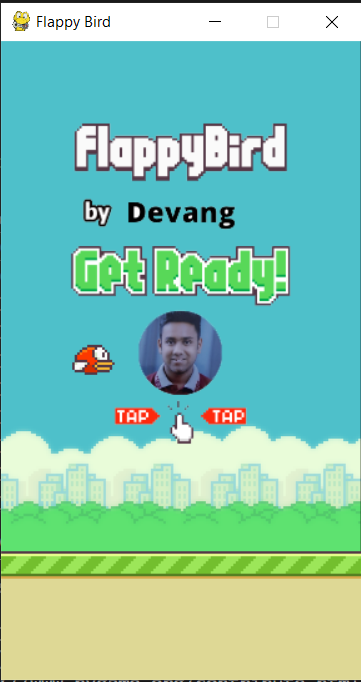 Flappy Bird
FlappyBird
by Devang
Get Ready!
TAP TAP